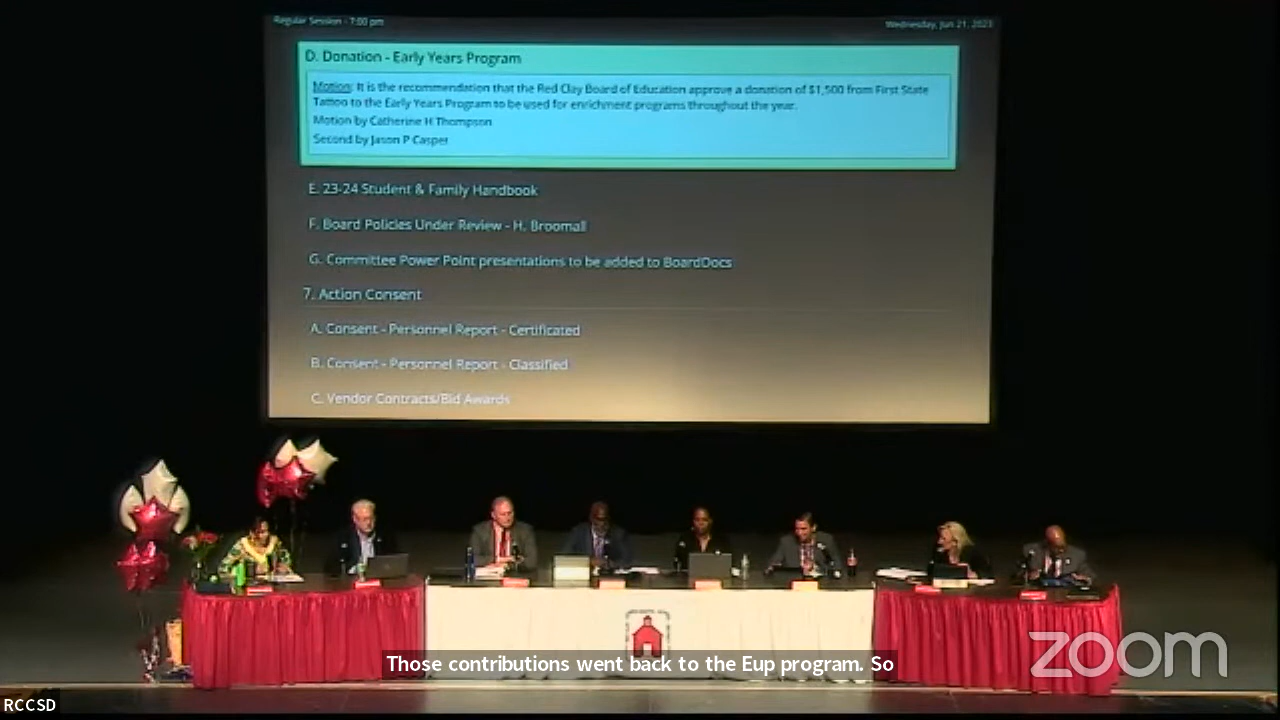 Regular Session - 7:00 pm
Wednesday, Jun 21, 2023
D. Donation - Early Years Program
Motion: It is the recommendation that the Red Clay Board of Education approve a donation of $1,500 from First State
Tattoo to the Early Years Program to be used for enrichment programs throughout the year.
Motion by Catherine H Thompson
Second by Jason P Casper
E. 23-24 Student & Family Handbook
F. Board Policies Under Review - H. Broomall
G. Committee Power Point presentations to be added to BoardDocs
7. Action Consent
A. Consent - Personnel Report - Certificated
B. Consent - Personnel Report - Classified
C. Vendor Contracts/Bid Awards
Those contributions went back to the Eup program. So
zoom
RCCSD